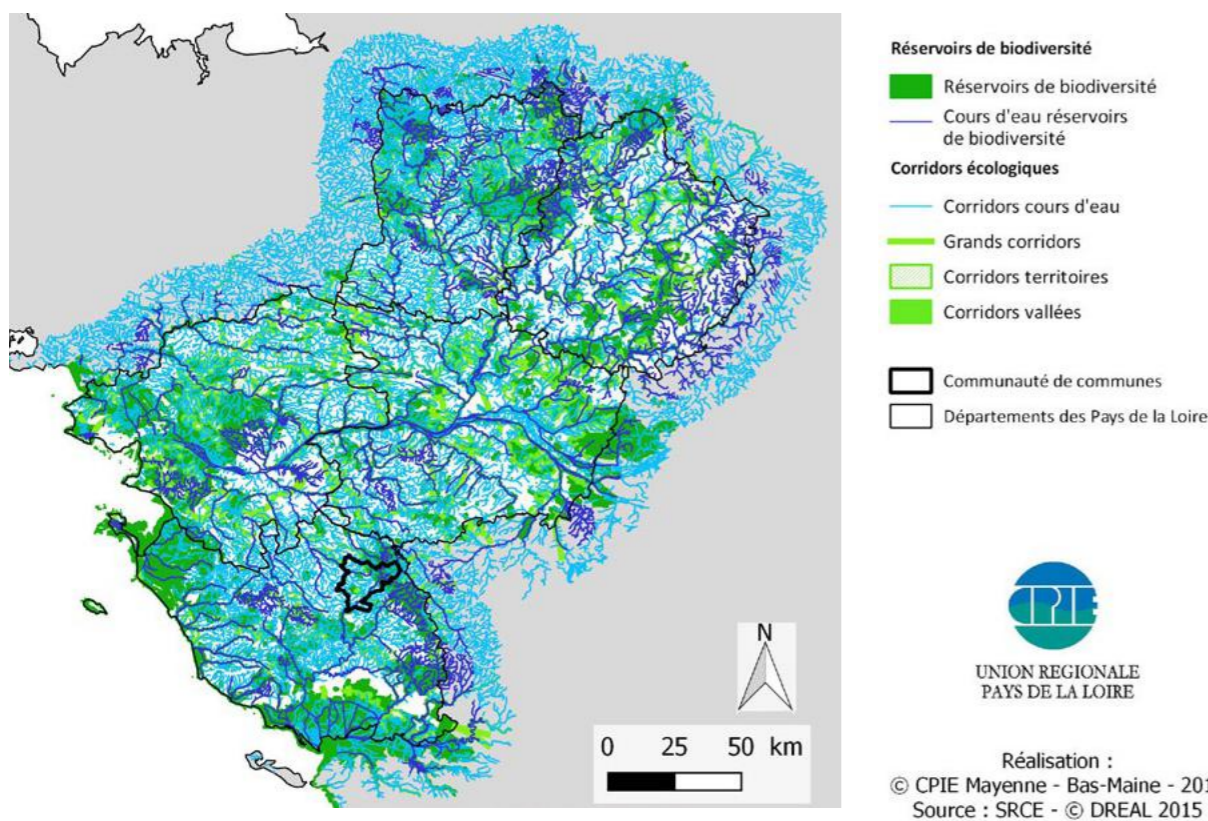 Réservoirs de biodiversité
Réservoirs de biodiversité
Cours d'eau réservoirs
de biodiversité
Corridors écologiques
Corridors cours d'eau
Grands corridors
Corridors territoires
Corridors vallées
Communauté de communes
Départements des Pays de la Loire
N
0 25 50 km
CPIE
UNION REGIONALE
PAYS DE LA LOIRE
Réalisation :
© CPIE Mayenne - Bas-Maine - 201
Source : SRCE - © DREAL 2015